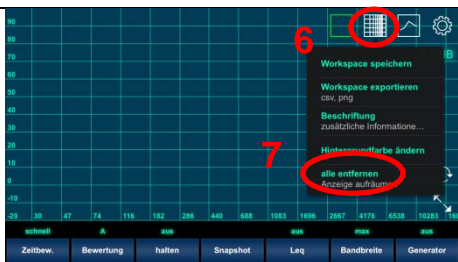 90
80
70
60
50
40
30
20
10
0
-10
-20 30 47 74 116 182 286 440 688 1083 1696 2667 4176 6538 10283
6
dB
Workspace speichern
Workspace exportieren
csv, png
Beschriftung
zusätzliche Informatione...
Hintergrundfarbe ändern
7
alle entfernen
Anzeige aufräumen
schnell A aus aus max aus
Zeitbew. Bewertung halten Snapshot Leq Bandbreite Generator